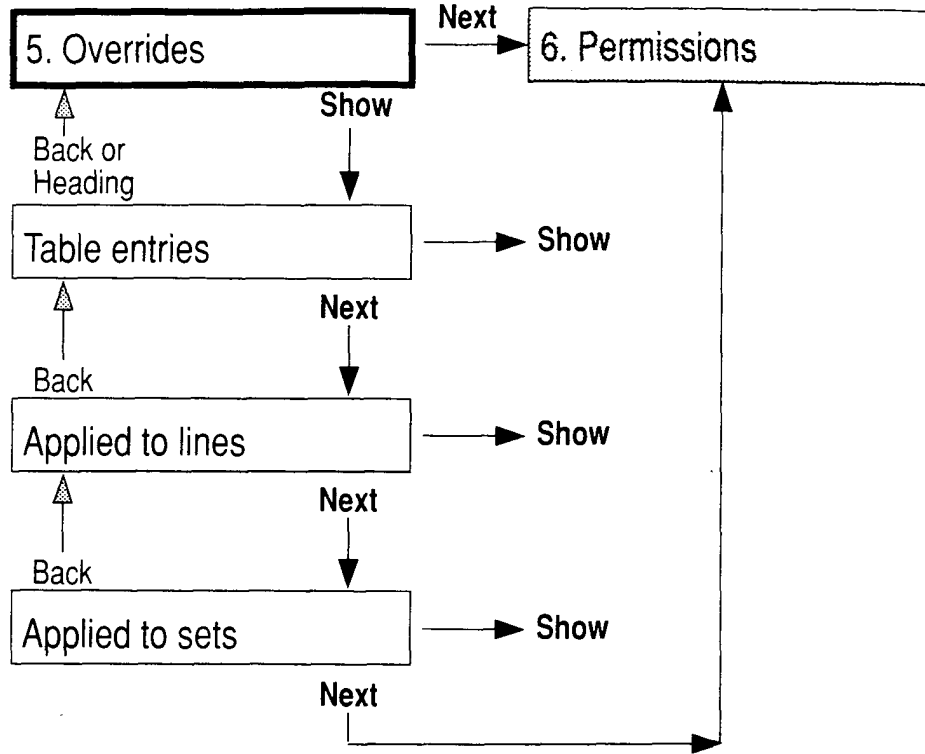 Next
5. Overrides
6. Permissions
Show
Back or
Heading
Table entries
Show
Next
Back
Applied to lines
Show
Next
Back
Applied to sets
Show
Next